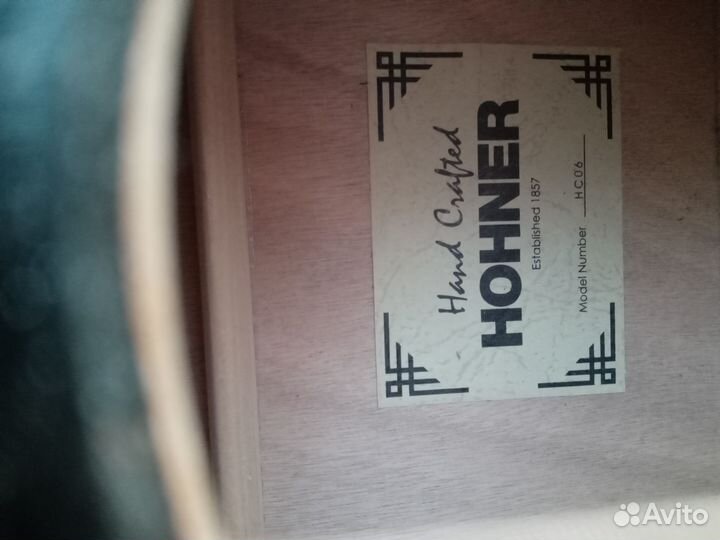 Hand Crafted
HOHNER
Established 1857
Model Number HC06
Avito